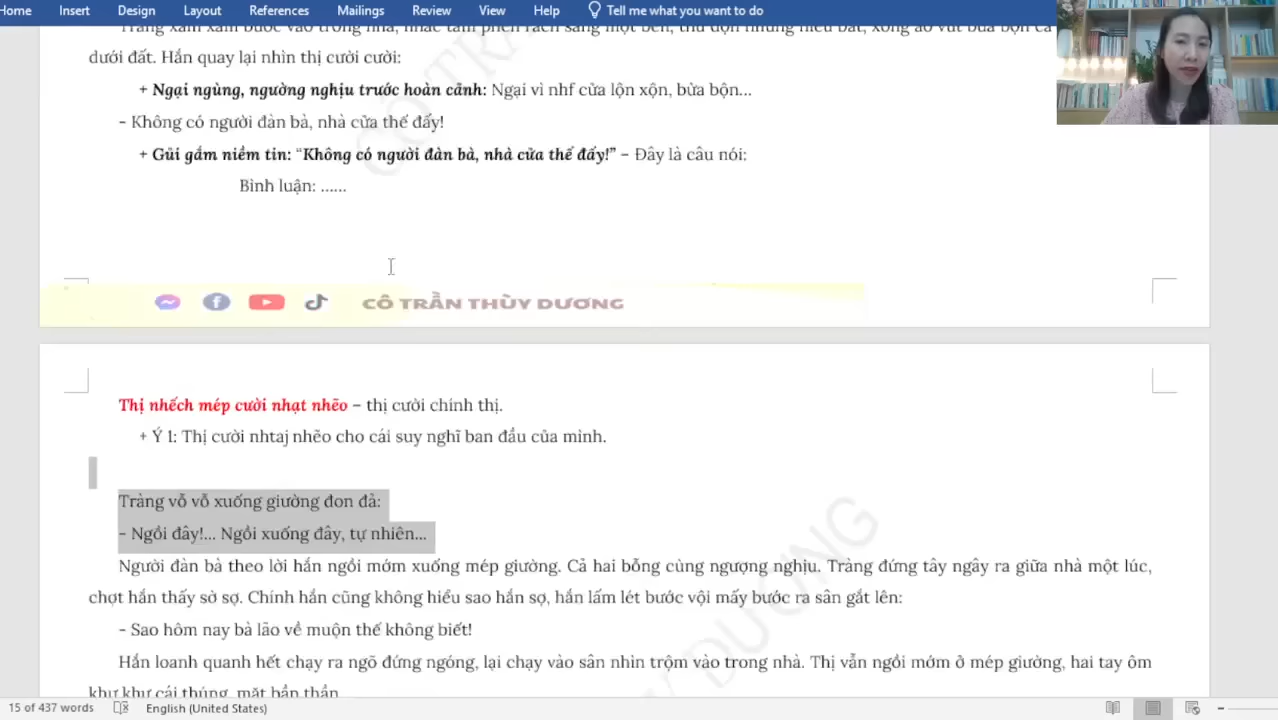 Home Insert Design Layout References Mailings Review View Help Tell me what you want to do
dưới đất. Hắn quay lại nhìn thị cười cười:
+ Ngại ngùng, ngường nghịu trước hoàn cảnh: Ngại vì nhf cửa lộn xộn, bừa bộn...
- Không có người đàn bà, nhà cửa thế đấy!
+ Gủi gắm niềm tin: “Không có người đàn bà, nhà cửa thế đấy!” – Đây là câu nói:
Bình luận: ......
CÔ TRẦN THÙY DƯƠNG
Thị nhếch mép cười nhạt nhẽo – thị cười chính thị.
+ Ý 1: Thị cười nhtaj nhẽo cho cái suy nghĩ ban đầu của mình.
Tràng vỗ vỗ xuống giường đon đả:
- Ngồi đây!... Ngồi xuống đây, tự nhiên...
Người đàn bà theo lời hắn ngồi mớm xuống mép giường. Cả hai bỗng cùng ngượng nghịu. Tràng đứng tây ngây ra giữa nhà một lúc,
chợt hắn thấy sờ sợ. Chính hắn cũng không hiểu sao hắn sợ, hắn lấm lét bước vội mấy bước ra sân gắt lên:
- Sao hôm nay bà lão về muộn thế không biết!
Hắn loanh quanh hết chạy ra ngõ đứng ngóng, lại chạy vào sân nhìn trộm vào trong nhà. Thị vẫn ngồi mớm ở mép giường, hai tay ôm
khư khư cái thúng, mặt bần thần
15 of 437 words English (United States)